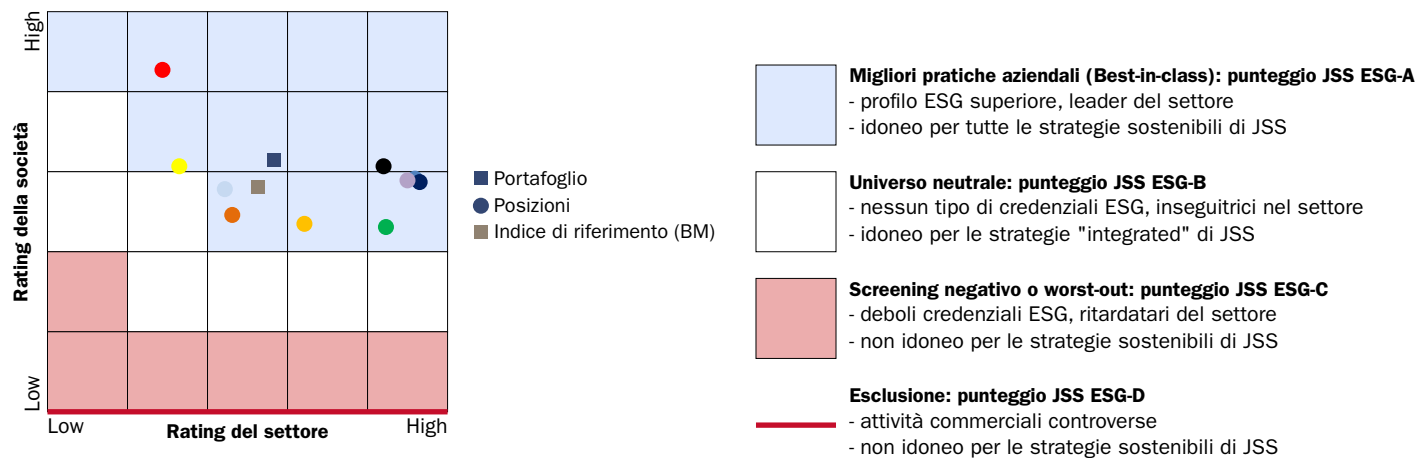 High
Rating della società
Low
Low
Rating del settore
High
Portafoglio
Posizioni
Indice di riferimento (BM)
Migliori pratiche aziendali (Best-in-class): punteggio JSS ESG-A
- profilo ESG superiore, leader del settore
- idoneo per tutte le strategie sostenibili di JSS
Universo neutrale: punteggio JSS ESG-B
- nessun tipo di credenziali ESG, inseguitrici nel settore
- idoneo per le strategie "integrated" di JSS
Screening negativo o worst-out: punteggio JSS ESG-C
- deboli credenziali ESG, ritardatari del settore
- non idoneo per le strategie sostenibili di JSS
Esclusione: punteggio JSS ESG-D
- attività commerciali controverse
- non idoneo per le strategie sostenibili di JSS